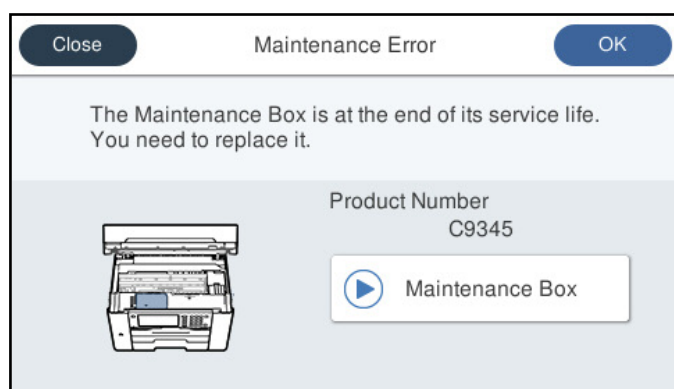 Close
Maintenance Error
OK
The Maintenance Box is at the end of its service life.
You need to replace it.
Product Number
C9345
Maintenance Box